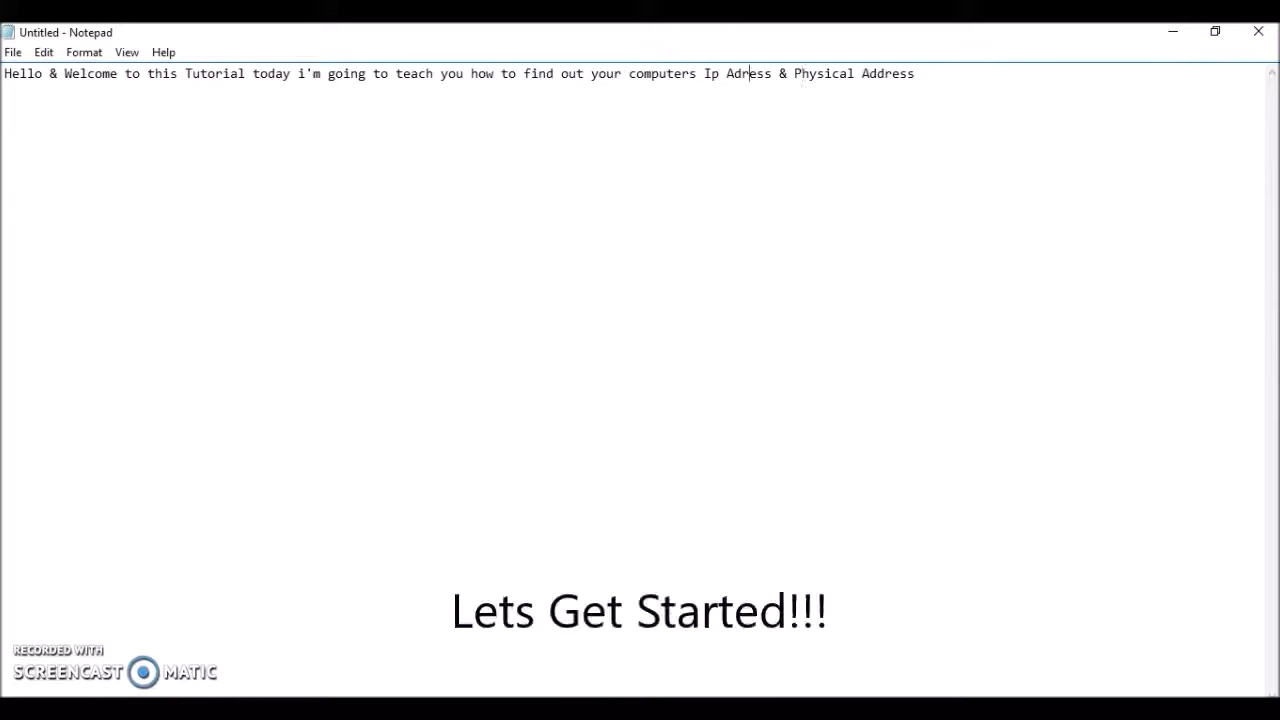 Untitled - Notepad
File Edit Format View Help
Hello & Welcome to this Tutorial today i'm going to teach you how to find out your computers Ip Adress & Physical Address
Lets Get Started!!!
RECORDED WITH
SCREENCAST MATIC